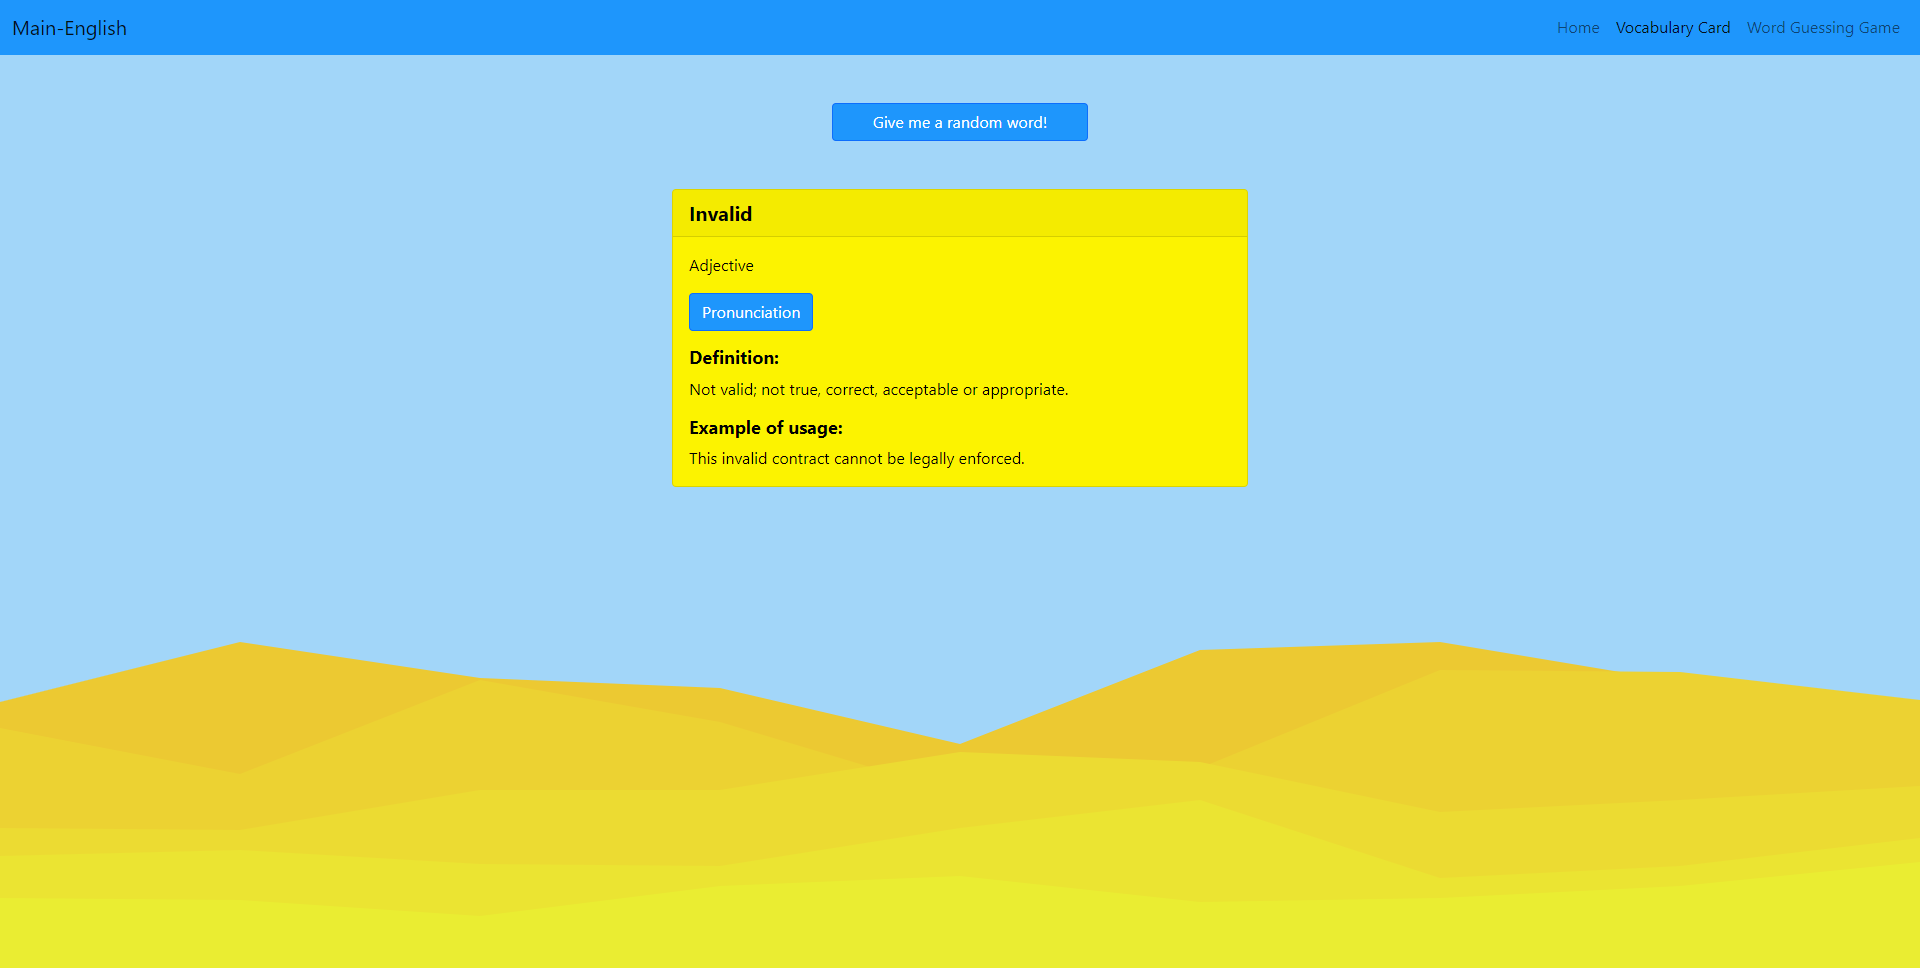 Main-English
Home Vocabulary Card Word Guessing Game
Give me a random word!
Invalid
Adjective
Pronunciation
Definition:
Not valid; not true, correct, acceptable or appropriate.
Example of usage:
This invalid contract cannot be legally enforced.